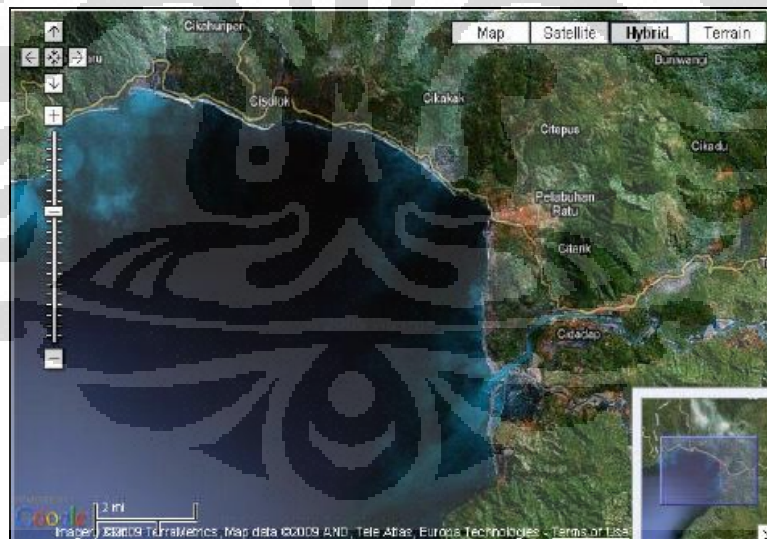 Cikahuripan
Map Satellite Hybrid Terrain
Buniwangi
Cisolok
Cikakak
Citepus
Cikadu
Pelabuhan
Ratu
Citarik
Cidadap
2 mi
Google
©2009 TerraMetrics, Map data ©2009 AND, Tele Atlas, Europa Technologies - Terms of Use